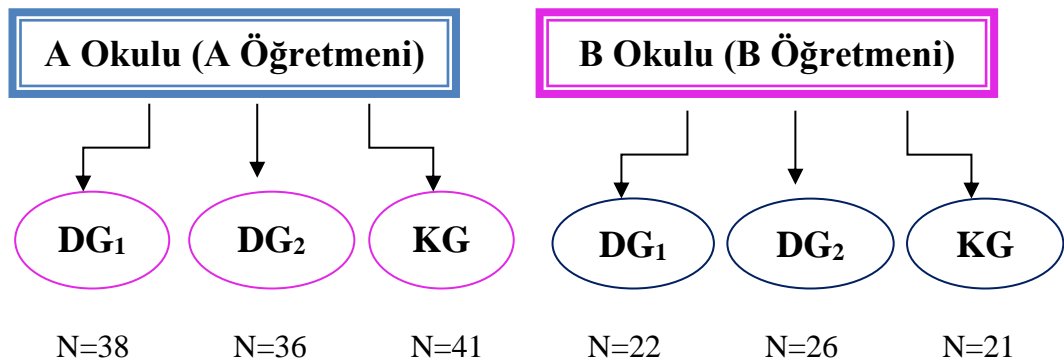 A Okulu (A Öğretmeni)
B Okulu (B Öğretmeni)
DG₁
DG₂
KG
DG₁
DG₂
KG
N=38
N=36
N=41
N=22
N=26
N=21